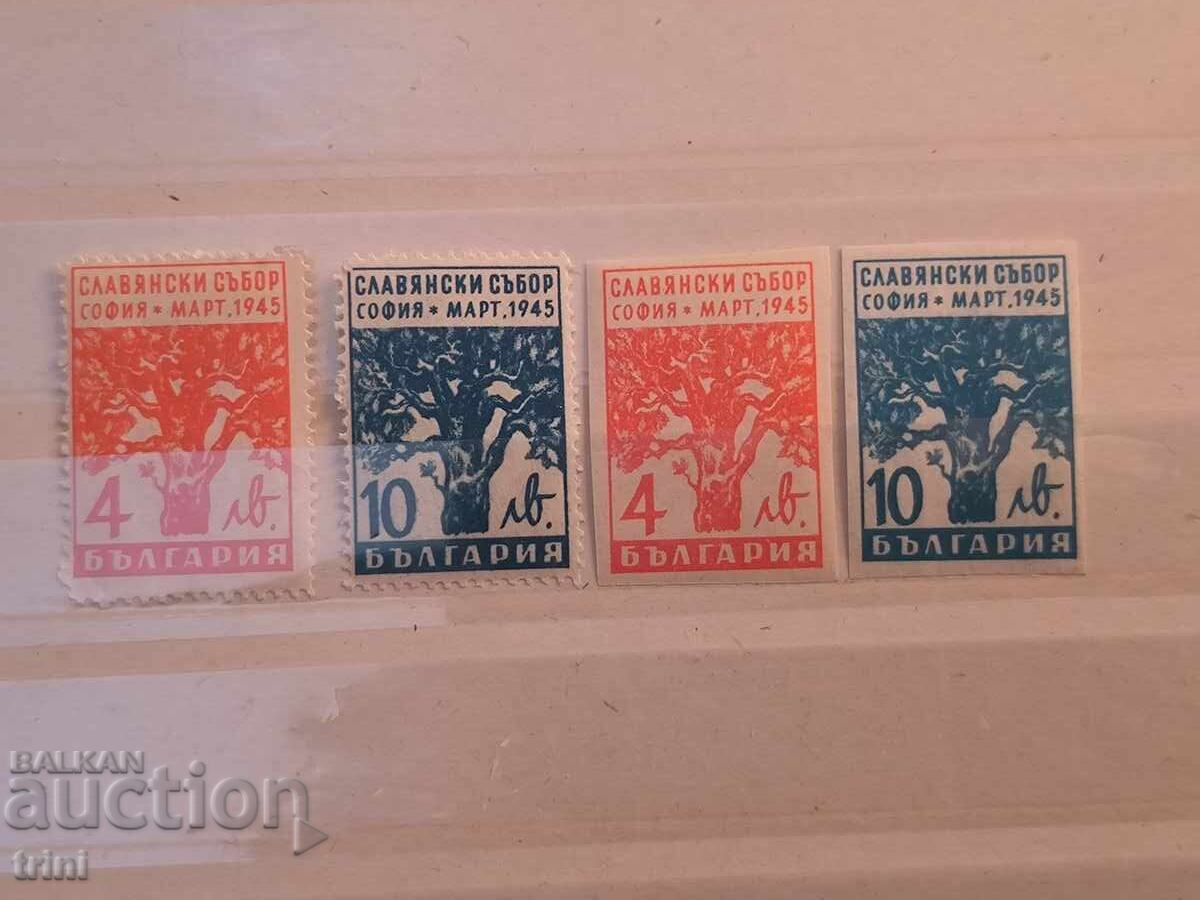 СЛАВЯНСКИ СЪБОР
СОФИЯ * МАРТ, 1945
4 лв.
БЪЛГАРИЯ
СЛАВЯНСКИ СЪБОР
СОФИЯ * МАРТ, 1945
10 лв.
БЪЛГАРИЯ
СЛАВЯНСКИ СЪБОР
СОФИЯ * МАРТ, 1945
4 лв.
БЪЛГАРИЯ
СЛАВЯНСКИ СЪБОР
СОФИЯ * МАРТ, 1945
10 лв.
БЪЛГАРИЯ
BALKAN
auction
trini